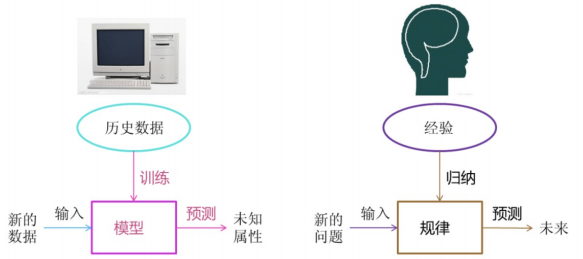 历史数据
训练
新的
数据
输入
模型
预测
未知
属性
经验
归纳
新的
问题
输入
规律
预测
未来